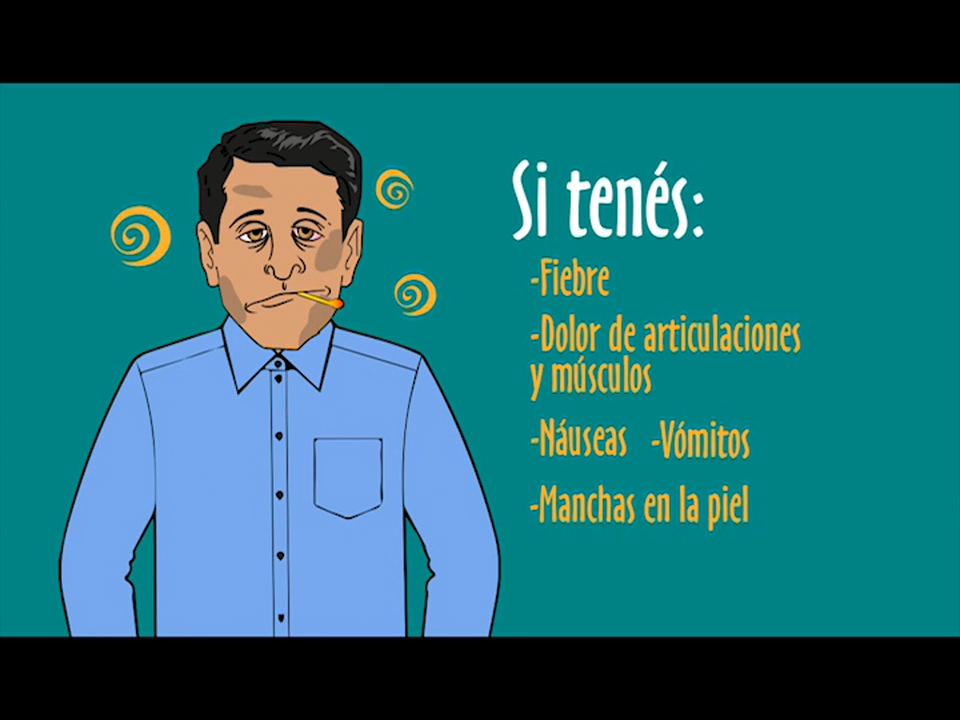 Si tenés:
-Fiebre
-Dolor de articulaciones
y músculos
-Náuseas -Vómitos
-Manchas en la piel